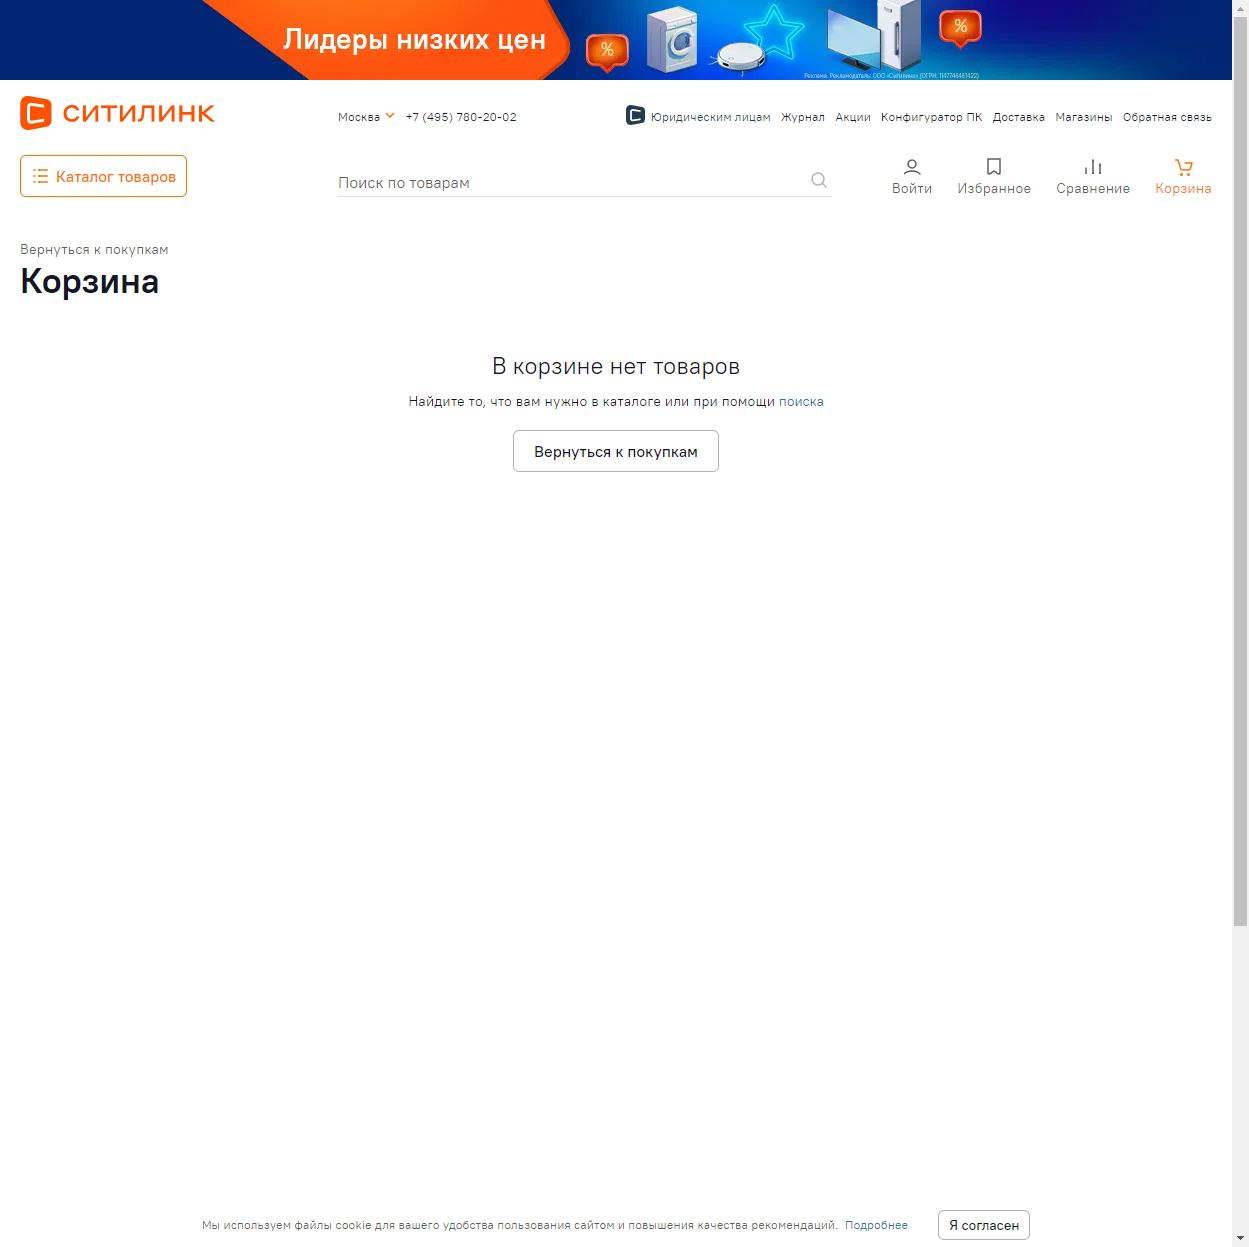 Лидеры низких цен
%
%
Реклама. Рекламодатель: ООО «Ситилинк» (ОГРН: 1147746481422)
СИТИЛИНК
Москва +7 (495) 780-20-02
Юридическим лицам Журнал Акции Конфигуратор ПК Доставка Магазины Обратная связь
Каталог товаров
Поиск по товарам
Войти Избранное Сравнение Корзина
Вернуться к покупкам
Корзина
В корзине нет товаров
Найдите то, что вам нужно в каталоге или при помощи поиска
Вернуться к покупкам
Мы используем файлы cookie для вашего удобства пользования сайтом и повышения качества рекомендаций. Подробнее
Я согласен